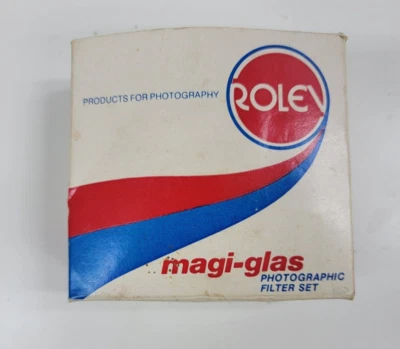 PRODUCTS FOR PHOTOGRAPHY
ROLEV
magi-glas
PHOTOGRAPHIC
FILTER SET